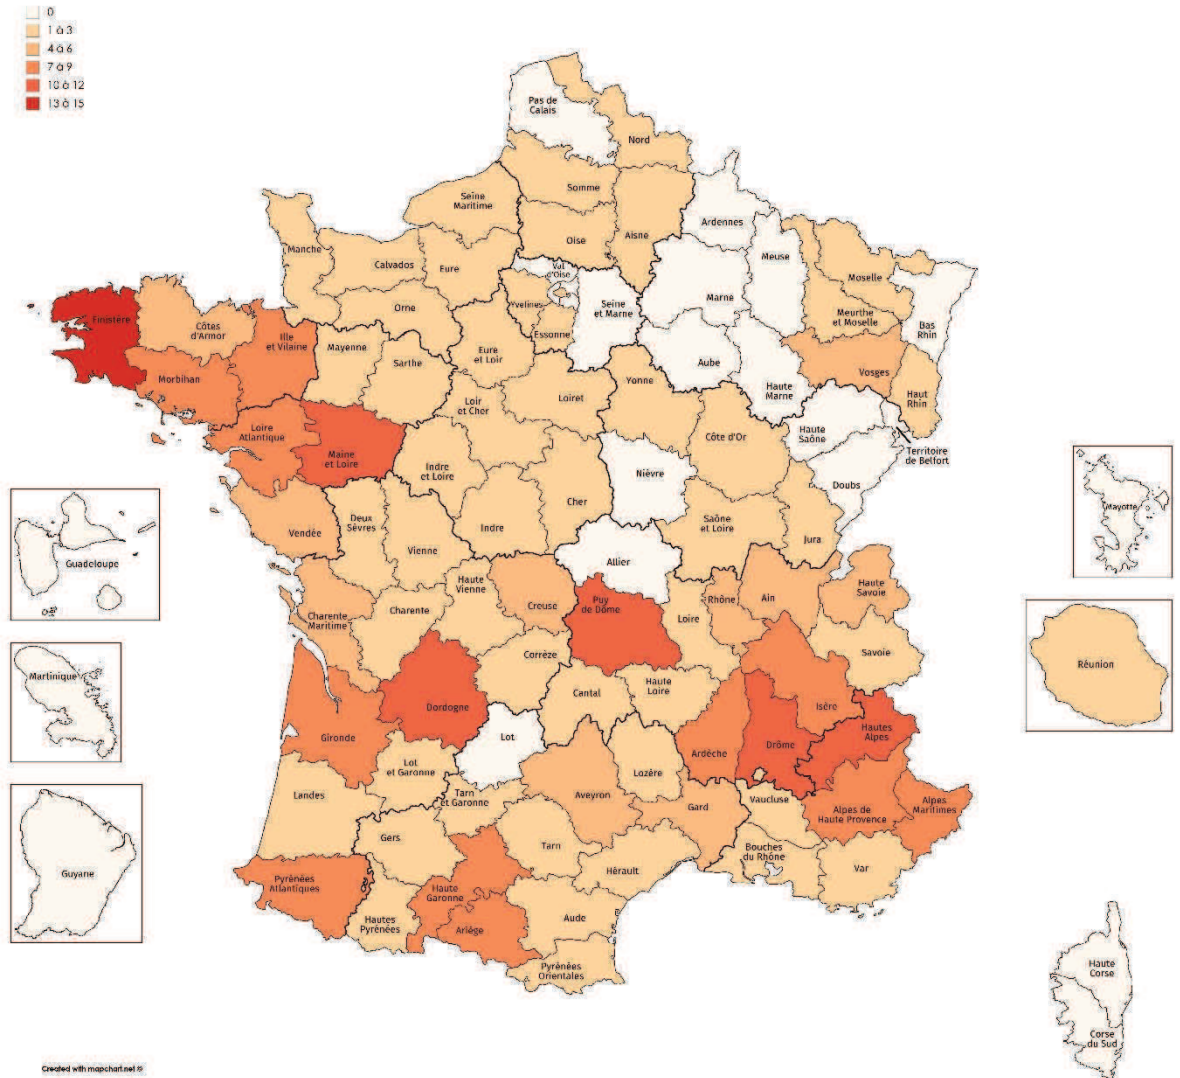 0
1 à 3
4 à 6
7 à 9
10 à 12
13 à 15
Pas de
Calais
Nord
Somme
Seine
Maritime
Oise
Aisne
Ardennes
Manche
Calvados
Eure
Val
d'Oise
Meuse
Moselle
Marne
Seine
et Marne
Yvelines
Essonne
Meurthe
et Moselle
Bas
Rhin
Orne
Finistère
Côtes
d'Armor
Ille
et Vilaine
Mayenne
Sarthe
Eure
et Loir
Aube
Haute
Marne
Vosges
Haut
Rhin
Morbihan
Loir
et Cher
Loiret
Yonne
Loire
Atlantique
Maine
et Loire
Côte d'Or
Haute
Saône
Territoire
de Belfort
Indre
et Loire
Nièvre
Doubs
Cher
Vendée
Deux
Sèvres
Vienne
Indre
Saône
et Loire
Jura
Mayotte
Guadeloupe
Allier
Haute
Vienne
Creuse
Puy
de Dôme
Rhône
Ain
Haute
Savoie
Charente
Maritime
Charente
Loire
Savoie
Réunion
Martinique
Corrèze
Cantal
Haute
Loire
Isère
Dordogne
Gironde
Lot
Ardèche
Drôme
Hautes
Alpes
Lot
et Garonne
Lozère
Landes
Tarn
et Garonne
Aveyron
Gard
Vaucluse
Alpes de
Haute Provence
Alpes
Maritimes
Gers
Tarn
Hérault
Bouches
du Rhône
Var
Guyane
Pyrénées
Atlantiques
Haute
Garonne
Hautes
Pyrénées
Ariège
Aude
Pyrénées
Orientales
Haute
Corse
Corse
du Sud
Created with mapchart.net ©